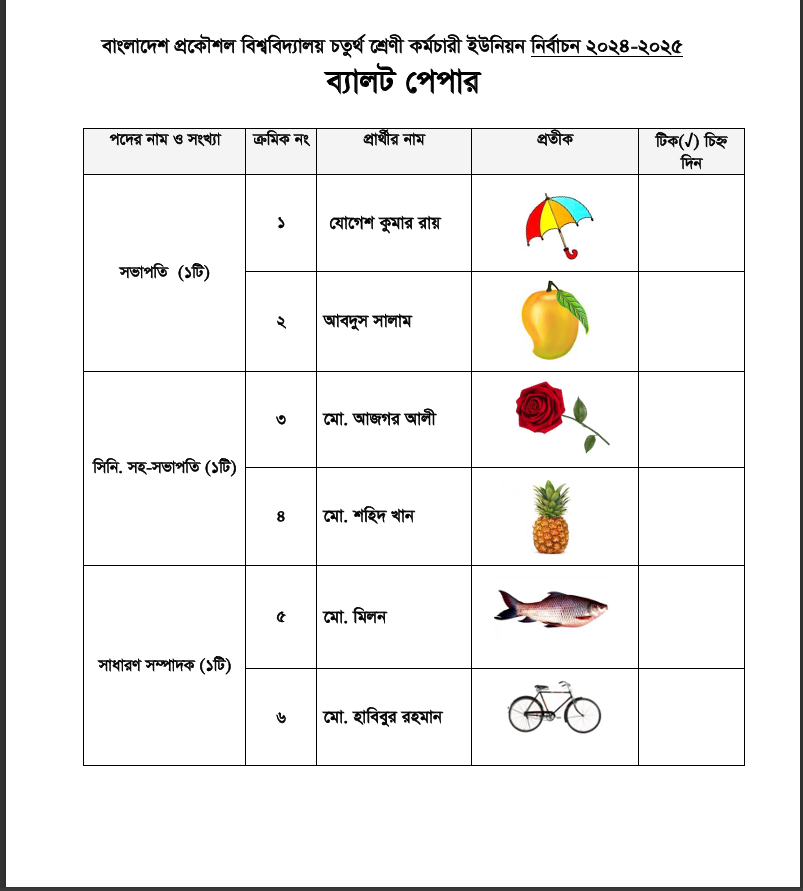 বাংলাদেশ প্রকৌশল বিশ্ববিদ্যালয় চতুর্থ শ্রেণী কর্মচারী ইউনিয়ন নির্বাচন ২০২৪-২০২৫
ব্যালট পেপার
পদের নাম ও সংখ্যা ক্রমিক নং প্রার্থীর নাম প্রতীক টিক(√) চিহ্ন
দিন
সভাপতি (১টি)
১ যোগেশ কুমার রায়
২ আবদুস সালাম
সিনি. সহ-সভাপতি (১টি)
৩ মো. আজগর আলী
৪ মো. শহিদ খান
সাধারণ সম্পাদক (১টি)
৫ মো. মিলন
৬ মো. হাবিবুর রহমান